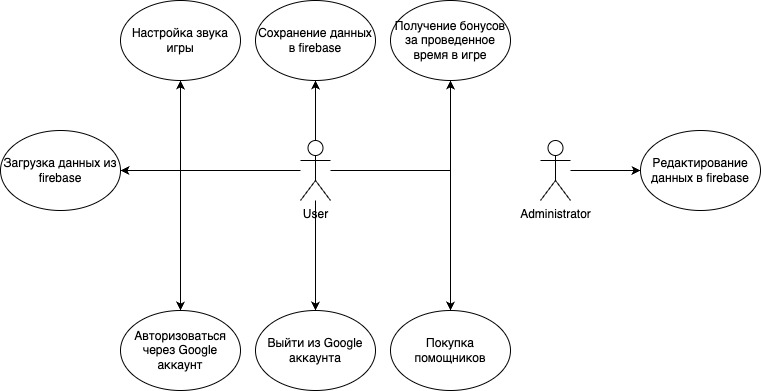 Настройка звука
игры
Сохранение данных
в firebase
Получение бонусов
за проведенное
время в игре
Загрузка данных из
firebase
User
Administrator
Редактирование
данных в firebase
Авторизоваться
через Google
аккаунт
Выйти из Google
аккаунта
Покупка
помощников